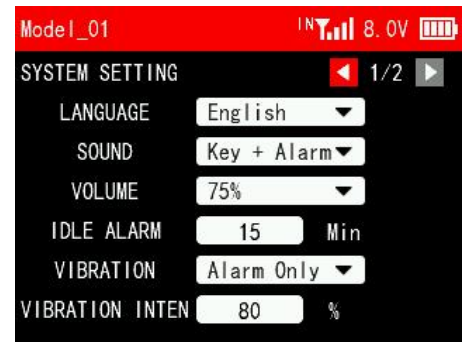 Model_01 IN 8.0V
SYSTEM SETTING 1/2
LANGUAGE English
SOUND Key + Alarm
VOLUME 75%
IDLE ALARM 15 Min
VIBRATION Alarm Only
VIBRATION INTEN 80 %